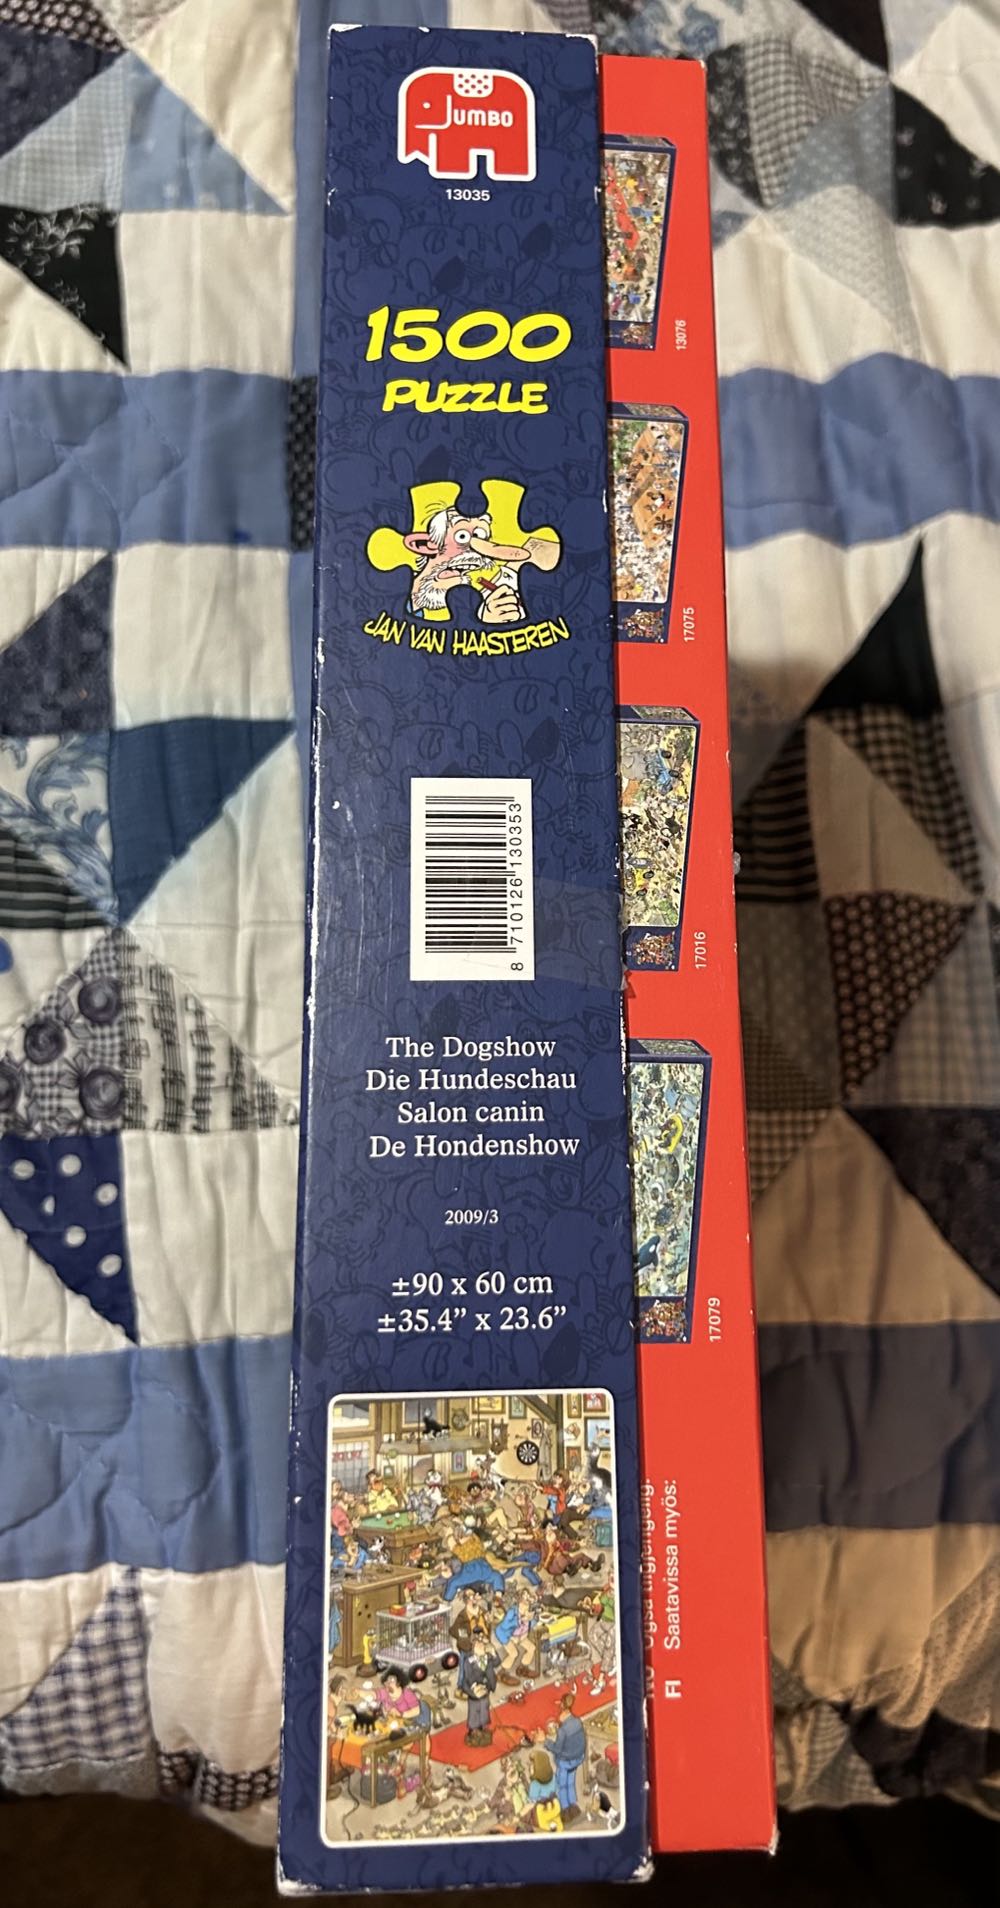 JUMBO
13035
1500
PUZZLE
JAN VAN HAASTEREN
8 710126 130353
The Dogshow
Die Hundeschau
Salon canin
De Hondenshow
2009/3
±90 x 60 cm
±35.4” x 23.6”
13076
17075
17016
17079
FI Saatavissa myös: